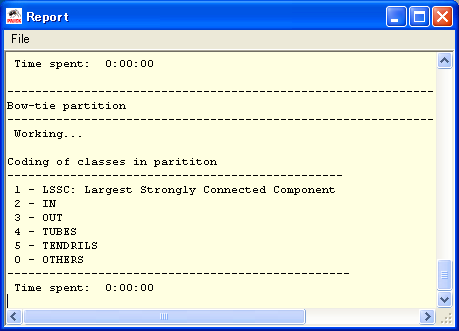 Report
File
Time spent:  0:00:00
-------------------------------------------------------------
Bow-tie partition
-------------------------------------------------------------
Working...
Coding of classes in parititon
------------------------------------------------
1 - LSSC: Largest Strongly Connected Component
2 - IN
3 - OUT
4 - TUBES
5 - TENDRILS
0 - OTHERS
-------------------------------------------------
Time spent:  0:00:00